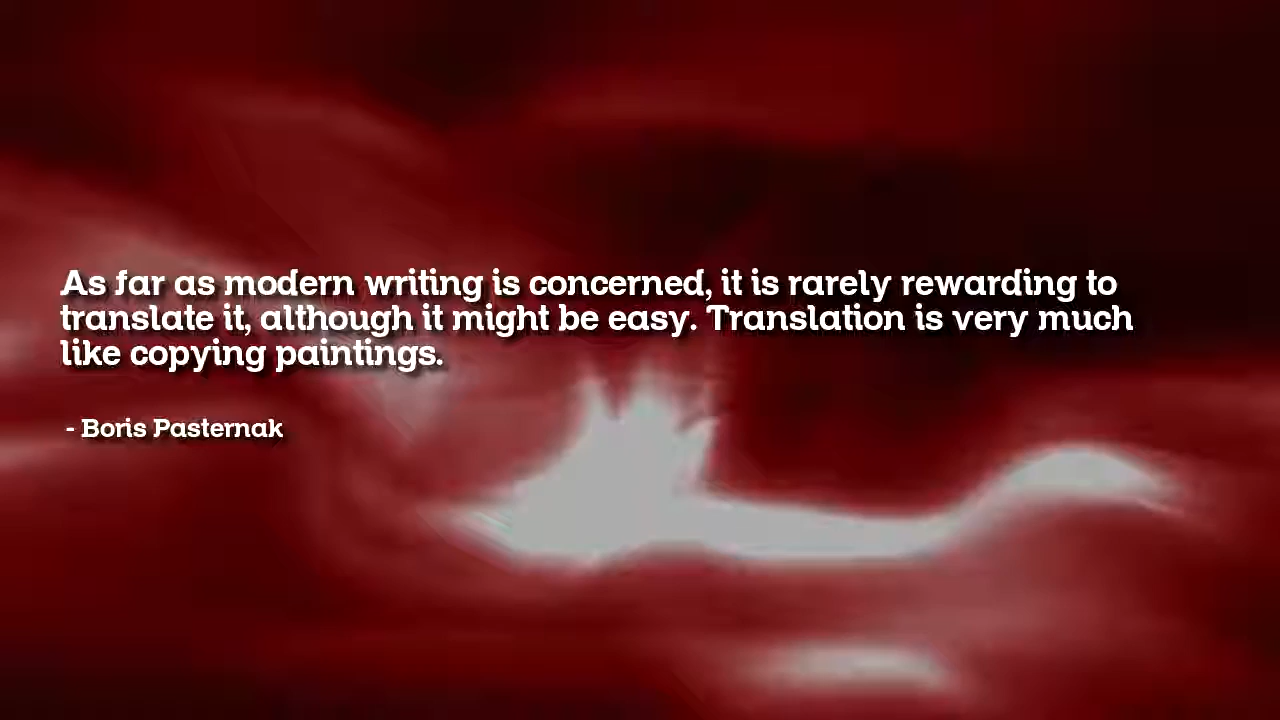 As far as modern writing is concerned, it is rarely rewarding to
translate it, although it might be easy. Translation is very much
like copying paintings.
- Boris Pasternak